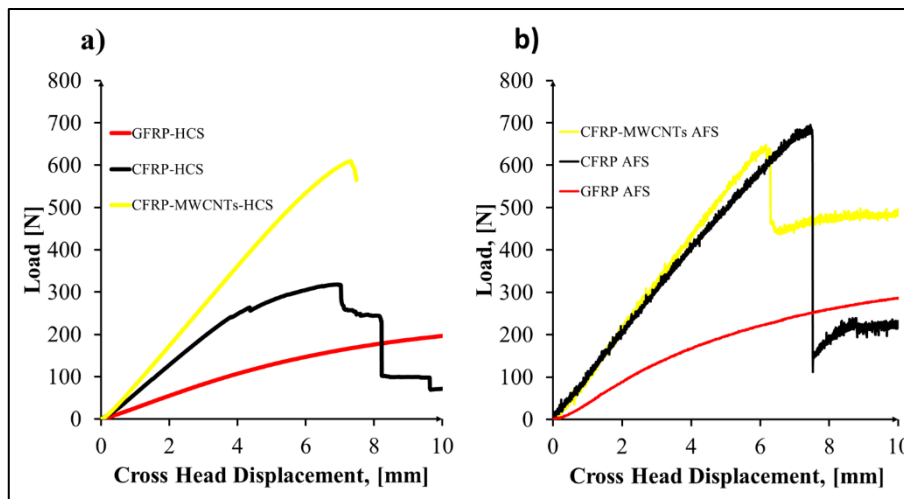 a)
800
700
600
500
400
300
200
100
0
Load [N]
GFRP-HCS
CFRP-HCS
CFRP-MWCNTs-HCS
0 2 4 6 8 10
Cross Head Displacement, [mm]
b)
800
700
600
500
400
300
200
100
0
Load, [N]
CFRP-MWCNTs AFS
CFRP AFS
GFRP AFS
0 2 4 6 8 10
Cross Head Displacement, [mm]